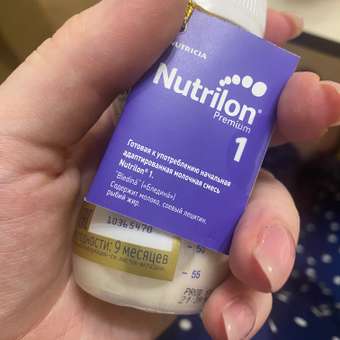 NUTRICIA
Nutrilon®
Premium
1
Готовая к употреблению начальная
адаптированная молочная смесь
Nutrilon® 1.
"Bledina" («Бледина»)
Содержит молоко, соевый лецитин,
рыбий жир.
10365470
НОСТИ: 9 МЕСЯЦЕВ
50
55